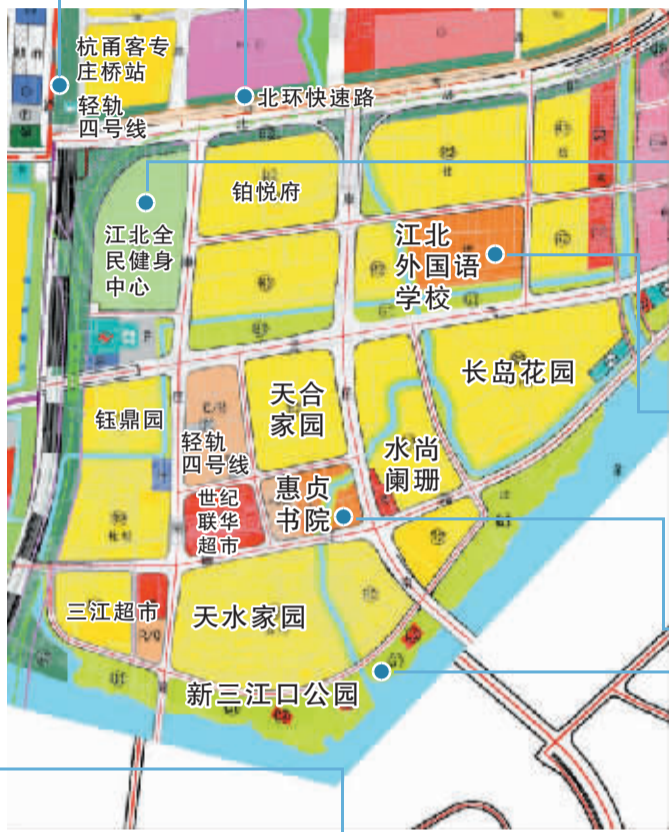 杭甬客专
庄桥站
轻轨
四号线
北环快速路
铂悦府
江北全
民健身
中心
江北
外国语
学校
长岛花园
天合
家园
钰鼎园
轻轨
四号线
水尚
阑珊
世纪
联华
超市
惠贞
书院
三江超市
天水家园
新三江口公园